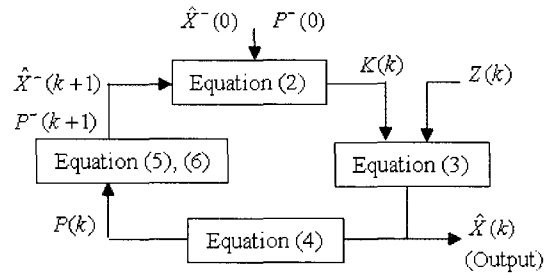 X̂⁻(0) P⁻(0)
Equation (2)
K(k)
Z(k)
X̂⁻(k+1)
P⁻(k+1)
Equation (5), (6)
Equation (3)
P(k)
Equation (4)
X̂(k)
(Output)